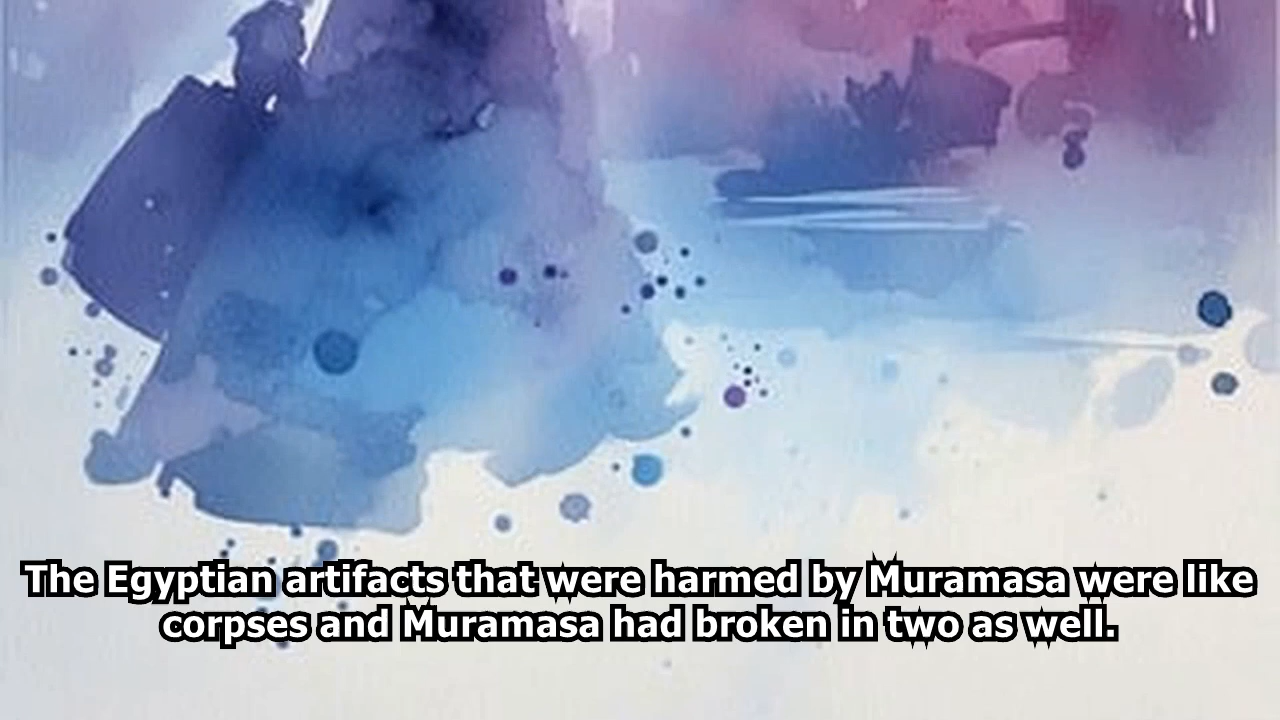 The Egyptian artifacts that were harmed by Muramasa were like
corpses and Muramasa had broken in two as well.